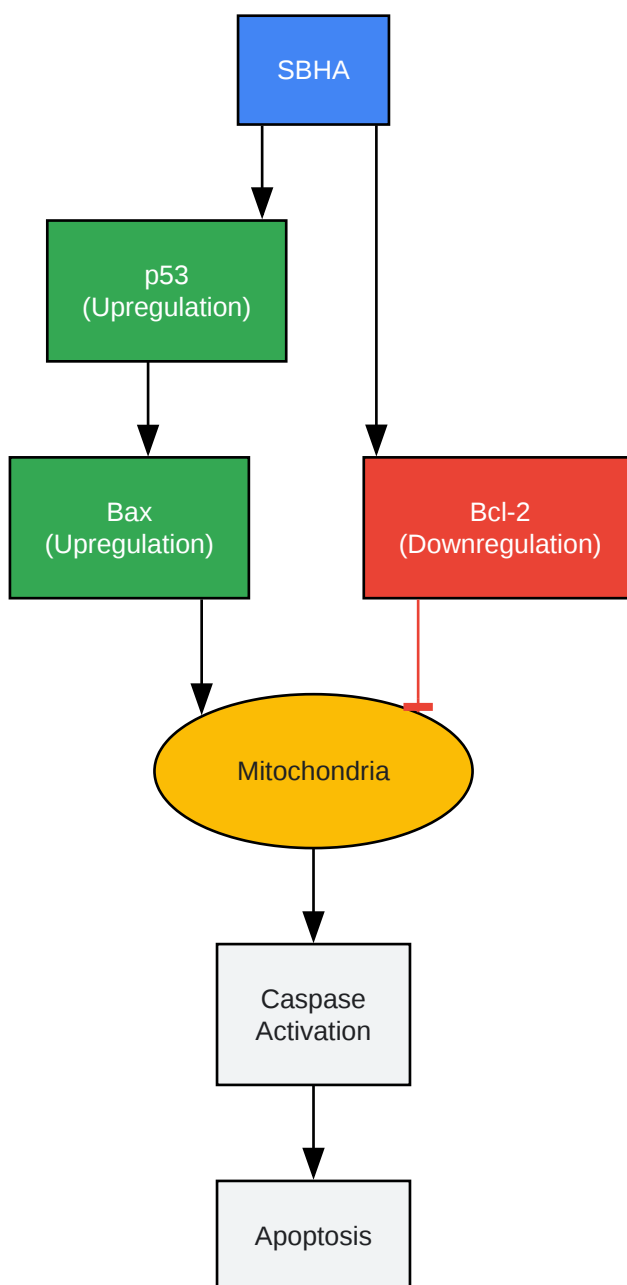 SBHA
p53
(Upregulation)
Bax
(Upregulation)
Bcl-2
(Downregulation)
Mitochondria
Caspase
Activation
Apoptosis